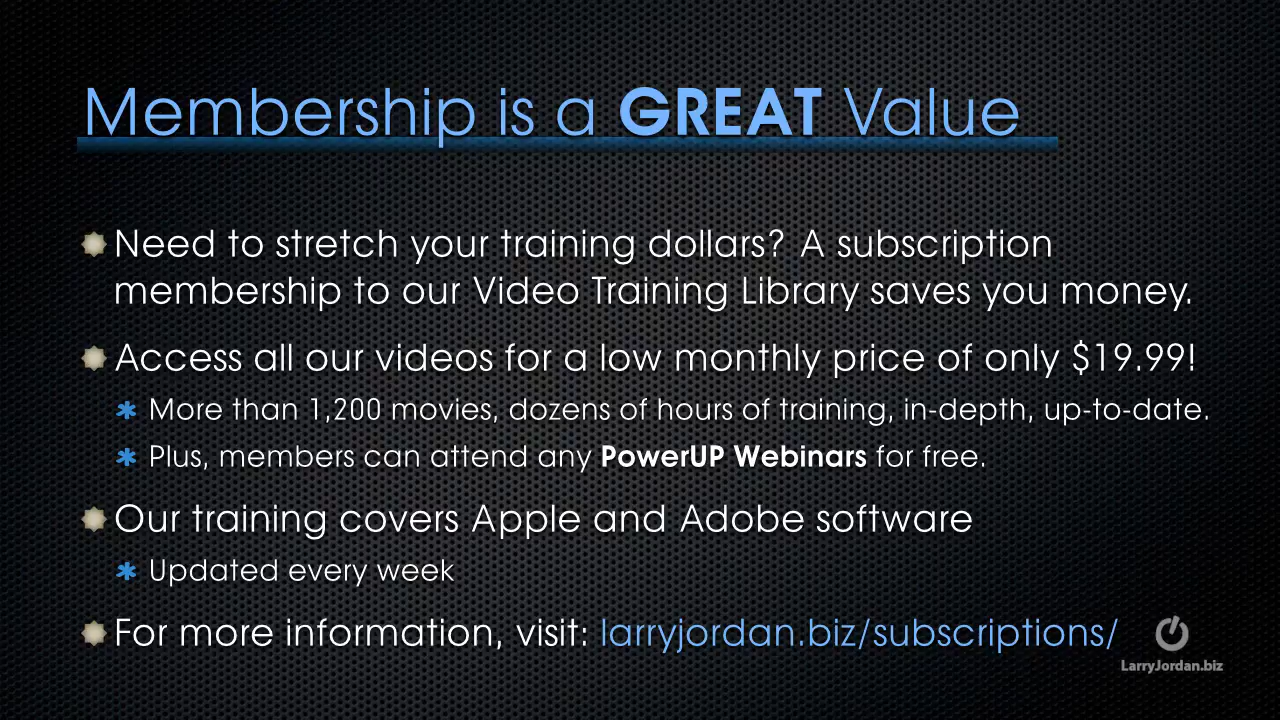 Membership is a GREAT Value
Need to stretch your training dollars? A subscription
membership to our Video Training Library saves you money.
Access all our videos for a low monthly price of only $19.99!
More than 1,200 movies, dozens of hours of training, in-depth, up-to-date.
Plus, members can attend any PowerUP Webinars for free.
Our training covers Apple and Adobe software
Updated every week
For more information, visit: larryjordan.biz/subscriptions/
LarryJordan.biz